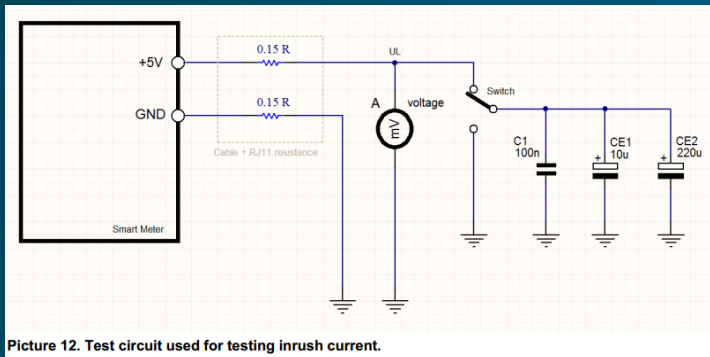 0.15 R
UL
+5V
Switch
A
voltage
mV
0.15 R
GND
C1
100n
CE1
10u
CE2
220u
+
+
Cable + RJ11 resistance
Smart Meter
Picture 12. Test circuit used for testing inrush current.